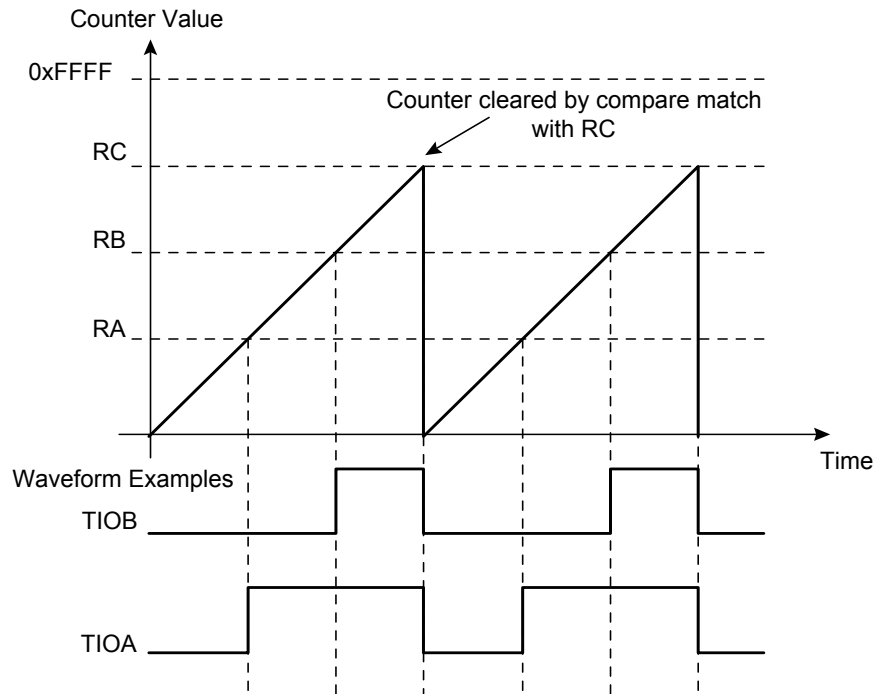 Counter Value
0xFFFF
Counter cleared by compare match
with RC
RC
RB
RA
Time
Waveform Examples
TIOB
TIOA